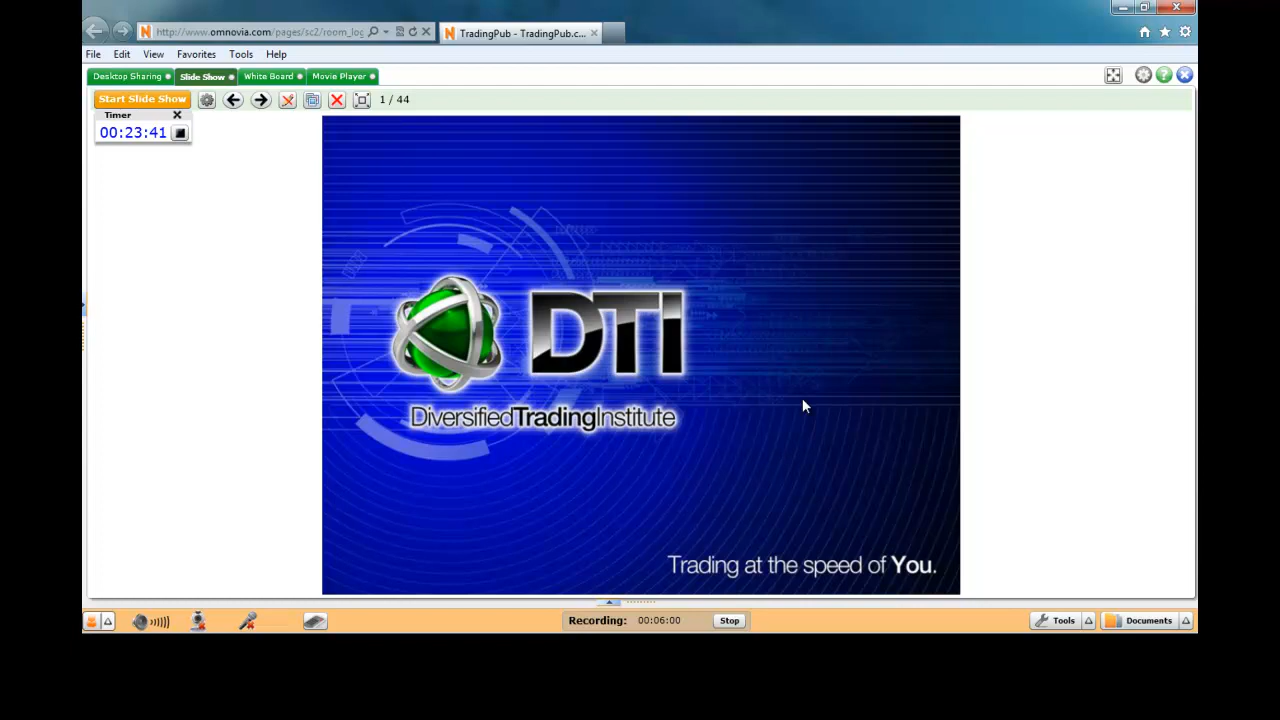 http://www.omnovia.com/pages/sc2/room_log
TradingPub - TradingPub.c...
File Edit View Favorites Tools Help
Desktop Sharing Slide Show White Board Movie Player
Start Slide Show 1 / 44
Timer
00:23:41
DTI
DiversifiedTradingInstitute
Trading at the speed of You.
Recording: 00:06:00 Stop
Tools Documents